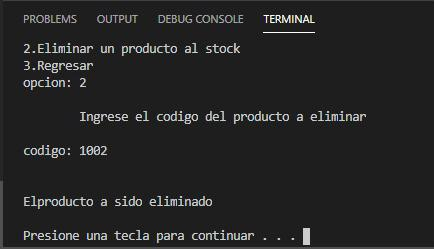 PROBLEMS OUTPUT DEBUG CONSOLE TERMINAL
2.Eliminar un producto al stock
3.Regresar
opcion: 2
Ingrese el codigo del producto a eliminar
codigo: 1002
Elproducto a sido eliminado
Presione una tecla para continuar . . .